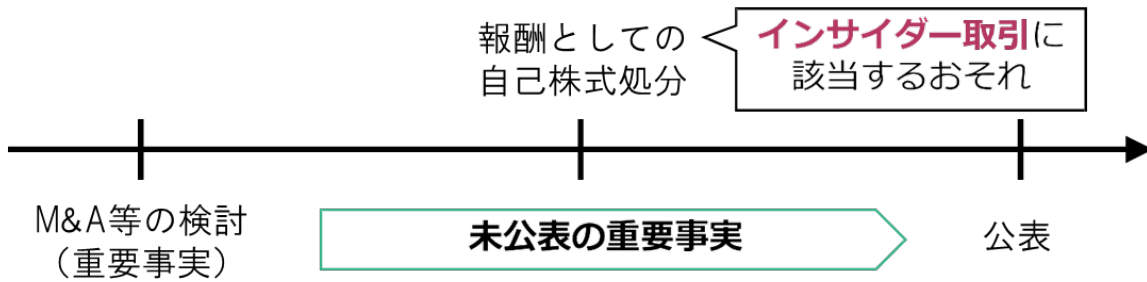 報酬としての
自己株式処分
インサイダー取引に
該当するおそれ
M&A等の検討
（重要事実）
未公表の重要事実
公表